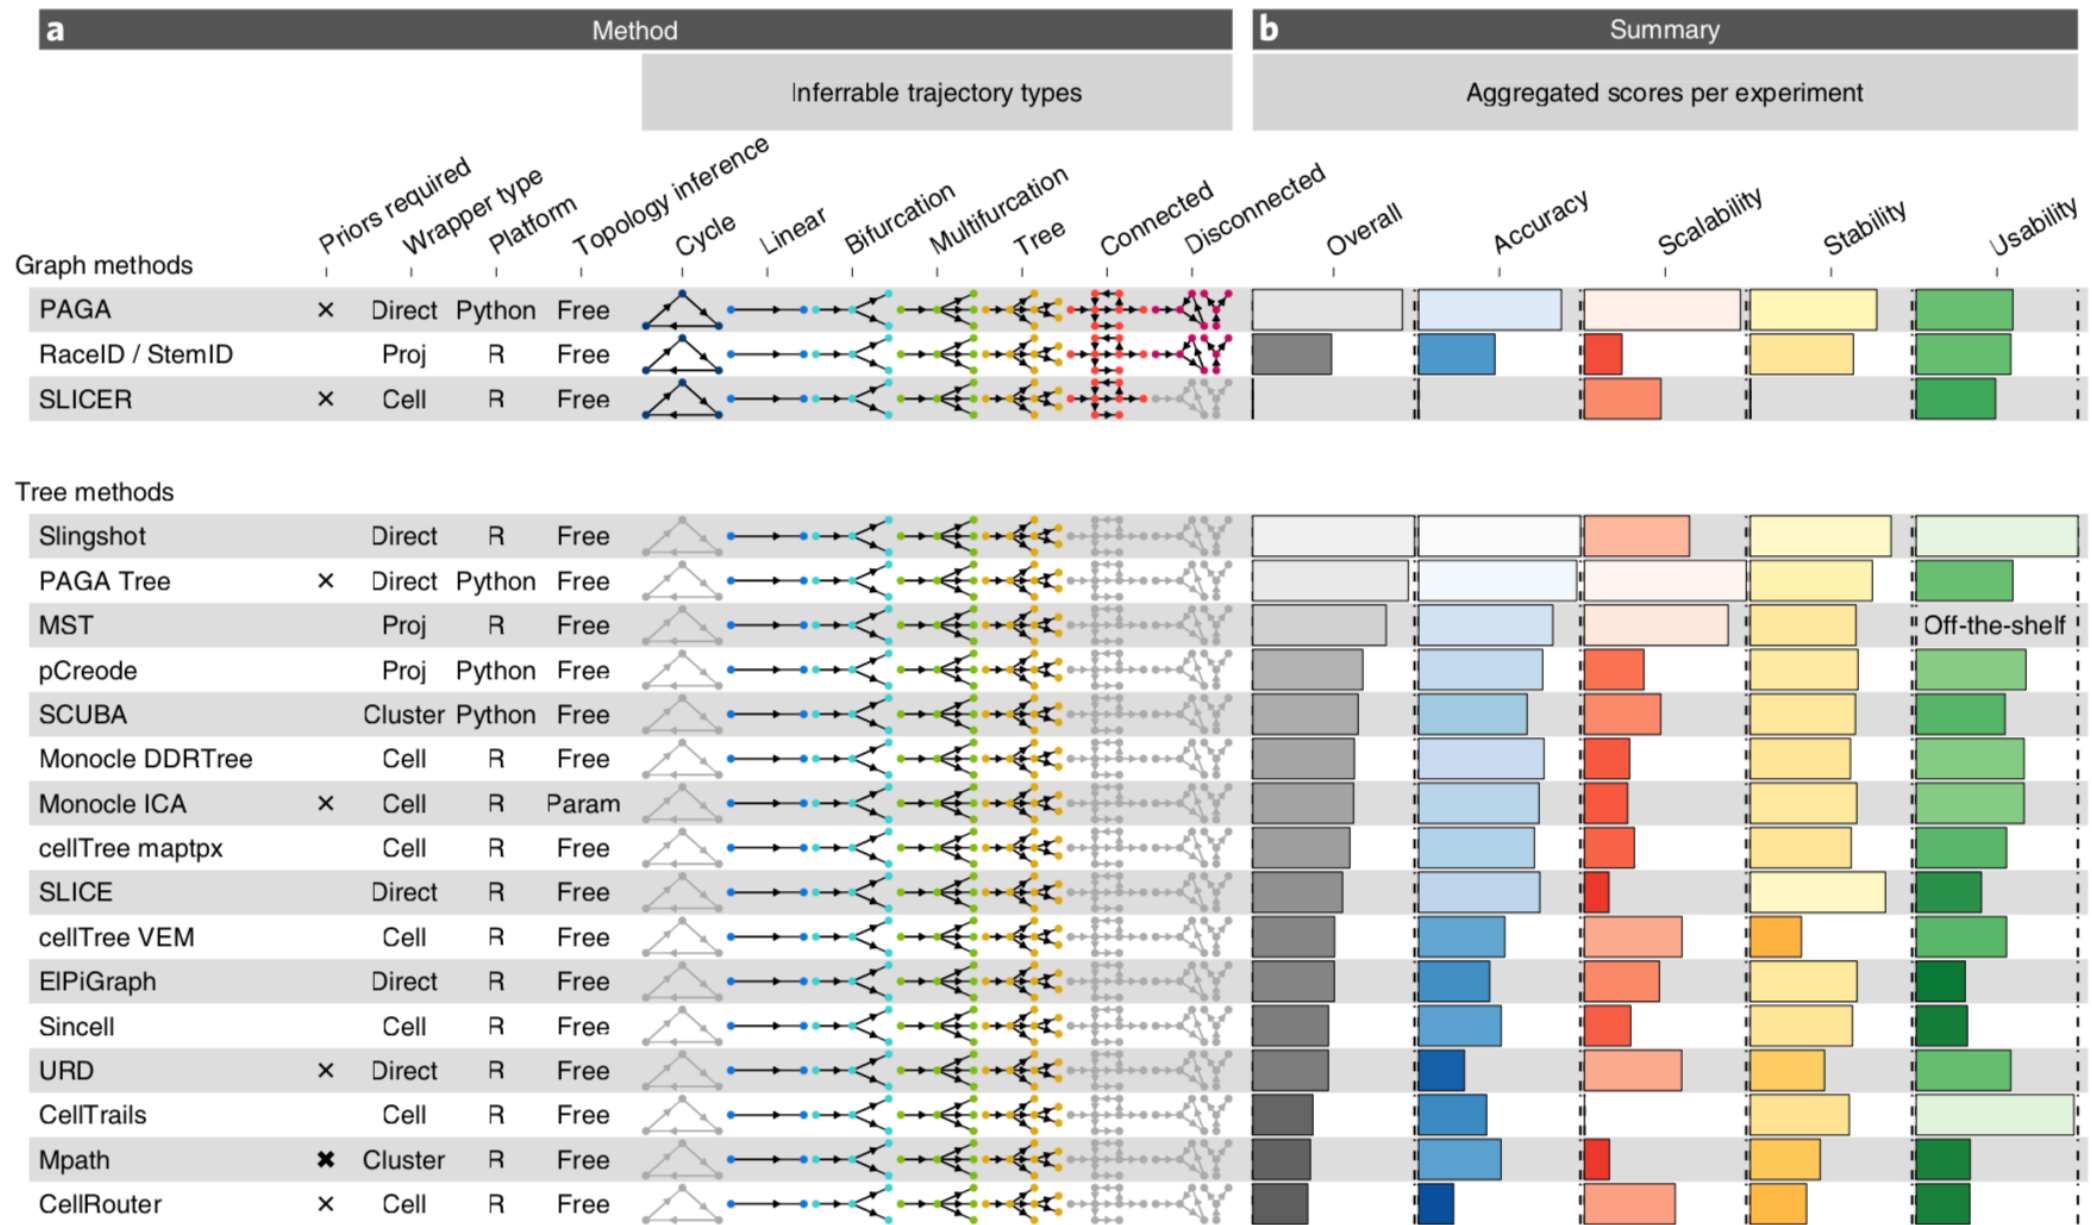 a Method
b Summary
Inferrable trajectory types
Aggregated scores per experiment
Priors required
Wrapper type
Platform
Topology inference
Cycle
Linear
Bifurcation
Multifurcation
Tree
Connected
Disconnected
Overall
Accuracy
Scalability
Stability
Usability
Graph methods
PAGA × Direct Python Free
RaceID / StemID Proj R Free
SLICER × Cell R Free
Tree methods
Slingshot Direct R Free
PAGA Tree × Direct Python Free
MST Proj R Free Off-the-shelf
pCreode Proj Python Free
SCUBA Cluster Python Free
Monocle DDRTree Cell R Free
Monocle ICA × Cell R Param
cellTree maptpx Cell R Free
SLICE Direct R Free
cellTree VEM Cell R Free
ElPiGraph Direct R Free
Sincell Cell R Free
URD × Direct R Free
CellTrails Cell R Free
Mpath ✖ Cluster R Free
CellRouter × Cell R Free